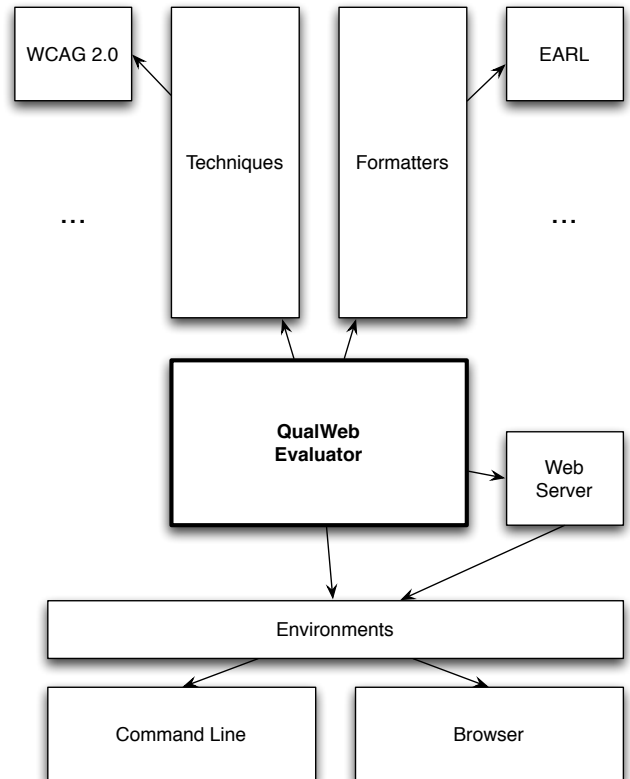 WCAG 2.0
EARL
Techniques
Formatters
...
...
QualWeb
Evaluator
Web
Server
Environments
Command Line
Browser